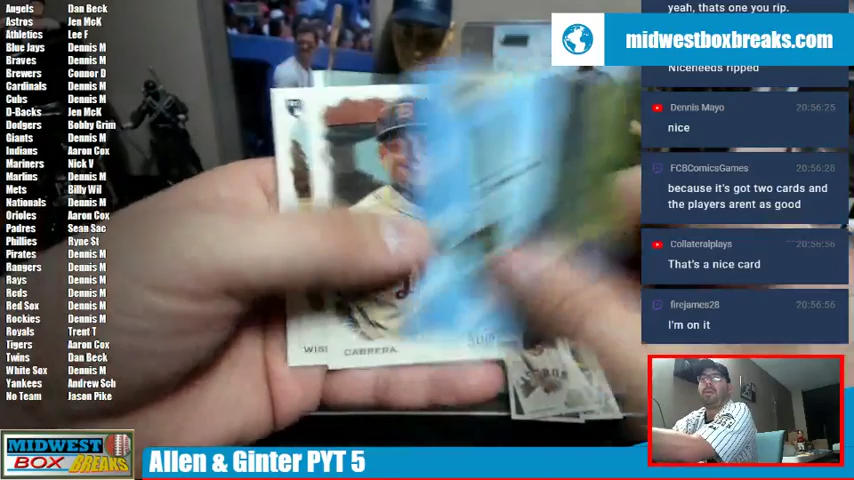 Angels Dan Beck
Astros Jen McK
Athletics Lee F
Blue Jays Dennis M
Braves Dennis M
Brewers Connor D
Cardinals Dennis M
Cubs Dennis M
D-Backs Jen McK
Dodgers Bobby Grim
Giants Dennis M
Indians Aaron Cox
Mariners Nick V
Marlins Dennis M
Mets Billy Wil
Nationals Dennis M
Orioles Aaron Cox
Padres Sean Sac
Phillies Ryne St
Pirates Dennis M
Rangers Dennis M
Rays Dennis M
Reds Dennis M
Red Sox Dennis M
Rockies Dennis M
Royals Trent T
Tigers Aaron Cox
Twins Dan Beck
White Sox Dennis M
Yankees Andrew Sch
No Team Jason Pike
CABRERA
yeah, thats one you rip.
midwestboxbreaks.com
Niceneeds ripped
Dennis Mayo 20:56:25
nice
FCBComicsGames 20:56:28
because it's got two cards and
the players arent as good
Collateralplays 20:56:56
That's a nice card
firejames28 20:56:56
I'm on it
MIDWEST
BOX BREAKS
Allen & Ginter PYT 5